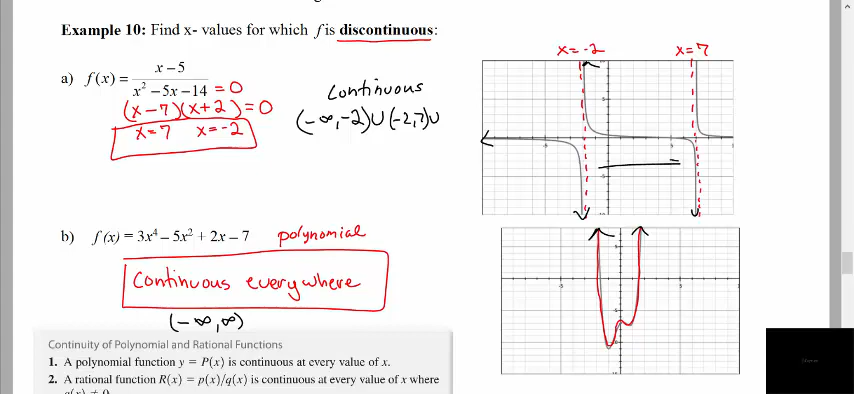 Example 10: Find x- values for which f is discontinuous:
a) f(x) = (x − 5)/(x² − 5x − 14) = 0
(x − 7)(x + 2) = 0
x = 7 x = -2
Continuous
(-∞, -2) ∪ (-2, 7) ∪
x = -2 x = 7
b) f(x) = 3x⁴ – 5x² + 2x – 7 polynomial
Continuous everywhere
(-∞, ∞)
Continuity of Polynomial and Rational Functions
1. A polynomial function y = P(x) is continuous at every value of x.
2. A rational function R(x) = p(x)/q(x) is continuous at every value of x where
q(x) ≠ 0